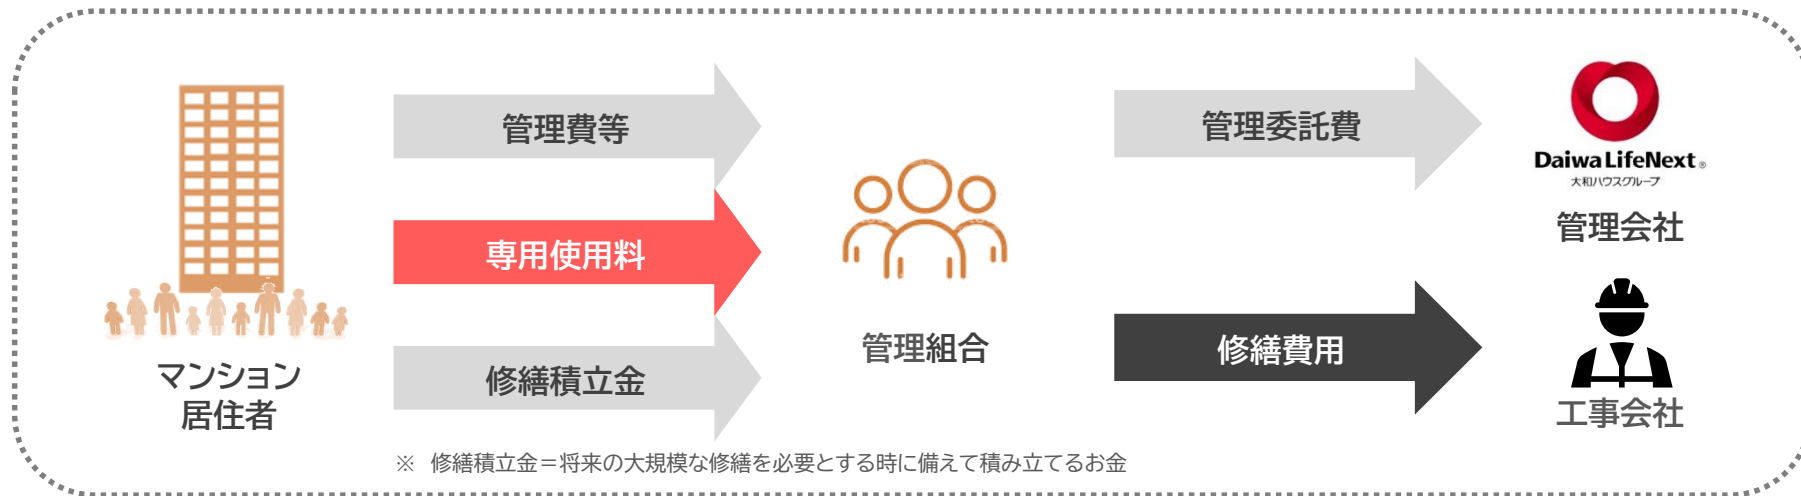 マンション
居住者
管理費等
専用使用料
修繕積立金
管理組合
管理委託費
修繕費用
Daiwa LifeNext®
大和ハウスグループ
管理会社
工事会社
※ 修繕積立金＝将来の大規模な修繕を必要とする時に備えて積み立てるお金